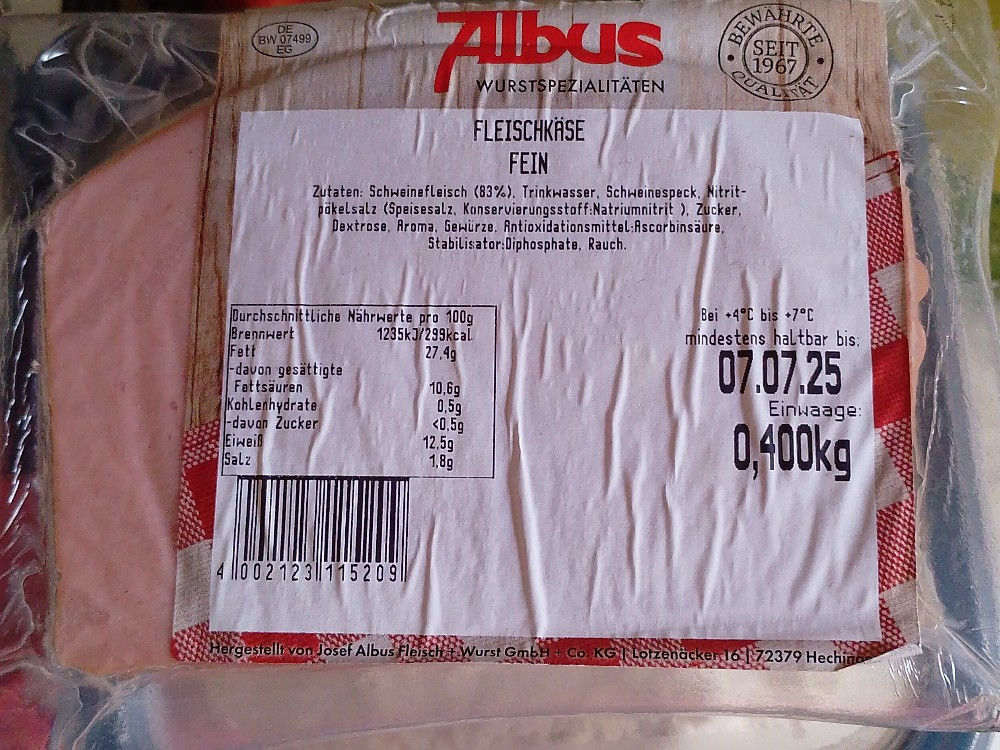 DE
BW 07499
EG
Albus
WURSTSPEZIALITÄTEN
BEWÄHRTE
SEIT
1967
QUALITÄT
FLEISCHKÄSE
FEIN
Zutaten: Schweinefleisch (83%), Trinkwasser, Schweinespeck, Nitrit-
pökelsalz (Speisesalz, Konservierungsstoff:Natriumnitrit ), Zucker,
Dextrose, Aroma, Gewürze, Antioxidationsmittel:Ascorbinsäure,
Stabilisator:Diphosphate, Rauch.
Durchschnittliche Nährwerte pro 100g
Brennwert 1235kJ/299kcal
Fett 27,4g
-davon gesättigte
Fettsäuren 10,6g
Kohlenhydrate 0,5g
-davon Zucker <0,5g
Eiweiß 12,5g
Salz 1,8g
Bei +4°C bis +7°C
mindestens haltbar bis:
07.07.25
Einwaage:
0,400kg
4 002123 115209
Hergestellt von Josef Albus Fleisch + Wurst GmbH + Co. KG | Lotzenäcker 16 | 72379